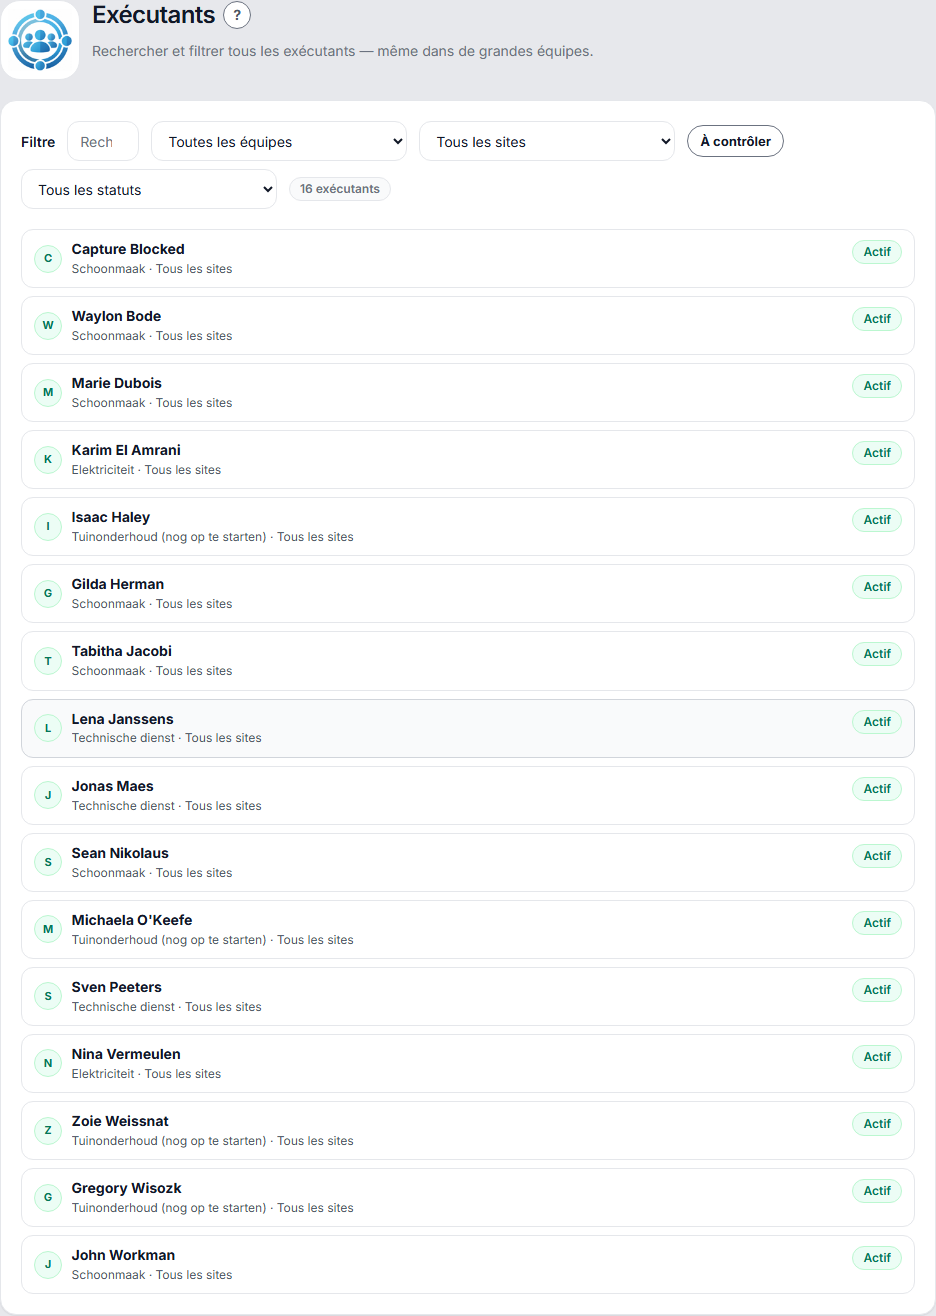 Exécutants ?
Rechercher et filtrer tous les exécutants — même dans de grandes équipes.
Filtre Rech Toutes les équipes Tous les sites À contrôler
Tous les statuts 16 exécutants
C Capture Blocked Actif
Schoonmaak · Tous les sites
W Waylon Bode Actif
Schoonmaak · Tous les sites
M Marie Dubois Actif
Schoonmaak · Tous les sites
K Karim El Amrani Actif
Elektriciteit · Tous les sites
I Isaac Haley Actif
Tuinonderhoud (nog op te starten) · Tous les sites
G Gilda Herman Actif
Schoonmaak · Tous les sites
T Tabitha Jacobi Actif
Schoonmaak · Tous les sites
L Lena Janssens Actif
Technische dienst · Tous les sites
J Jonas Maes Actif
Technische dienst · Tous les sites
S Sean Nikolaus Actif
Schoonmaak · Tous les sites
M Michaela O'Keefe Actif
Tuinonderhoud (nog op te starten) · Tous les sites
S Sven Peeters Actif
Technische dienst · Tous les sites
N Nina Vermeulen Actif
Elektriciteit · Tous les sites
Z Zoie Weissnat Actif
Tuinonderhoud (nog op te starten) · Tous les sites
G Gregory Wisozk Actif
Tuinonderhoud (nog op te starten) · Tous les sites
J John Workman Actif
Schoonmaak · Tous les sites